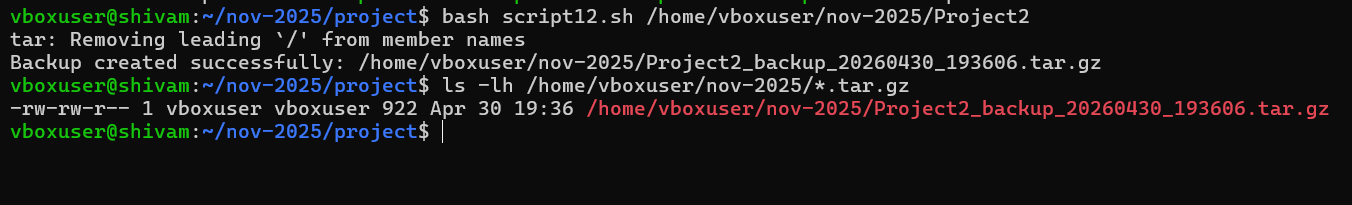 vboxuser@shivam:~/nov-2025/project$ bash script12.sh /home/vboxuser/nov-2025/Project2
tar: Removing leading `/' from member names
Backup created successfully: /home/vboxuser/nov-2025/Project2_backup_20260430_193606.tar.gz
vboxuser@shivam:~/nov-2025/project$ ls -lh /home/vboxuser/nov-2025/*.tar.gz
-rw-rw-r-- 1 vboxuser vboxuser 922 Apr 30 19:36 /home/vboxuser/nov-2025/Project2_backup_20260430_193606.tar.gz
vboxuser@shivam:~/nov-2025/project$